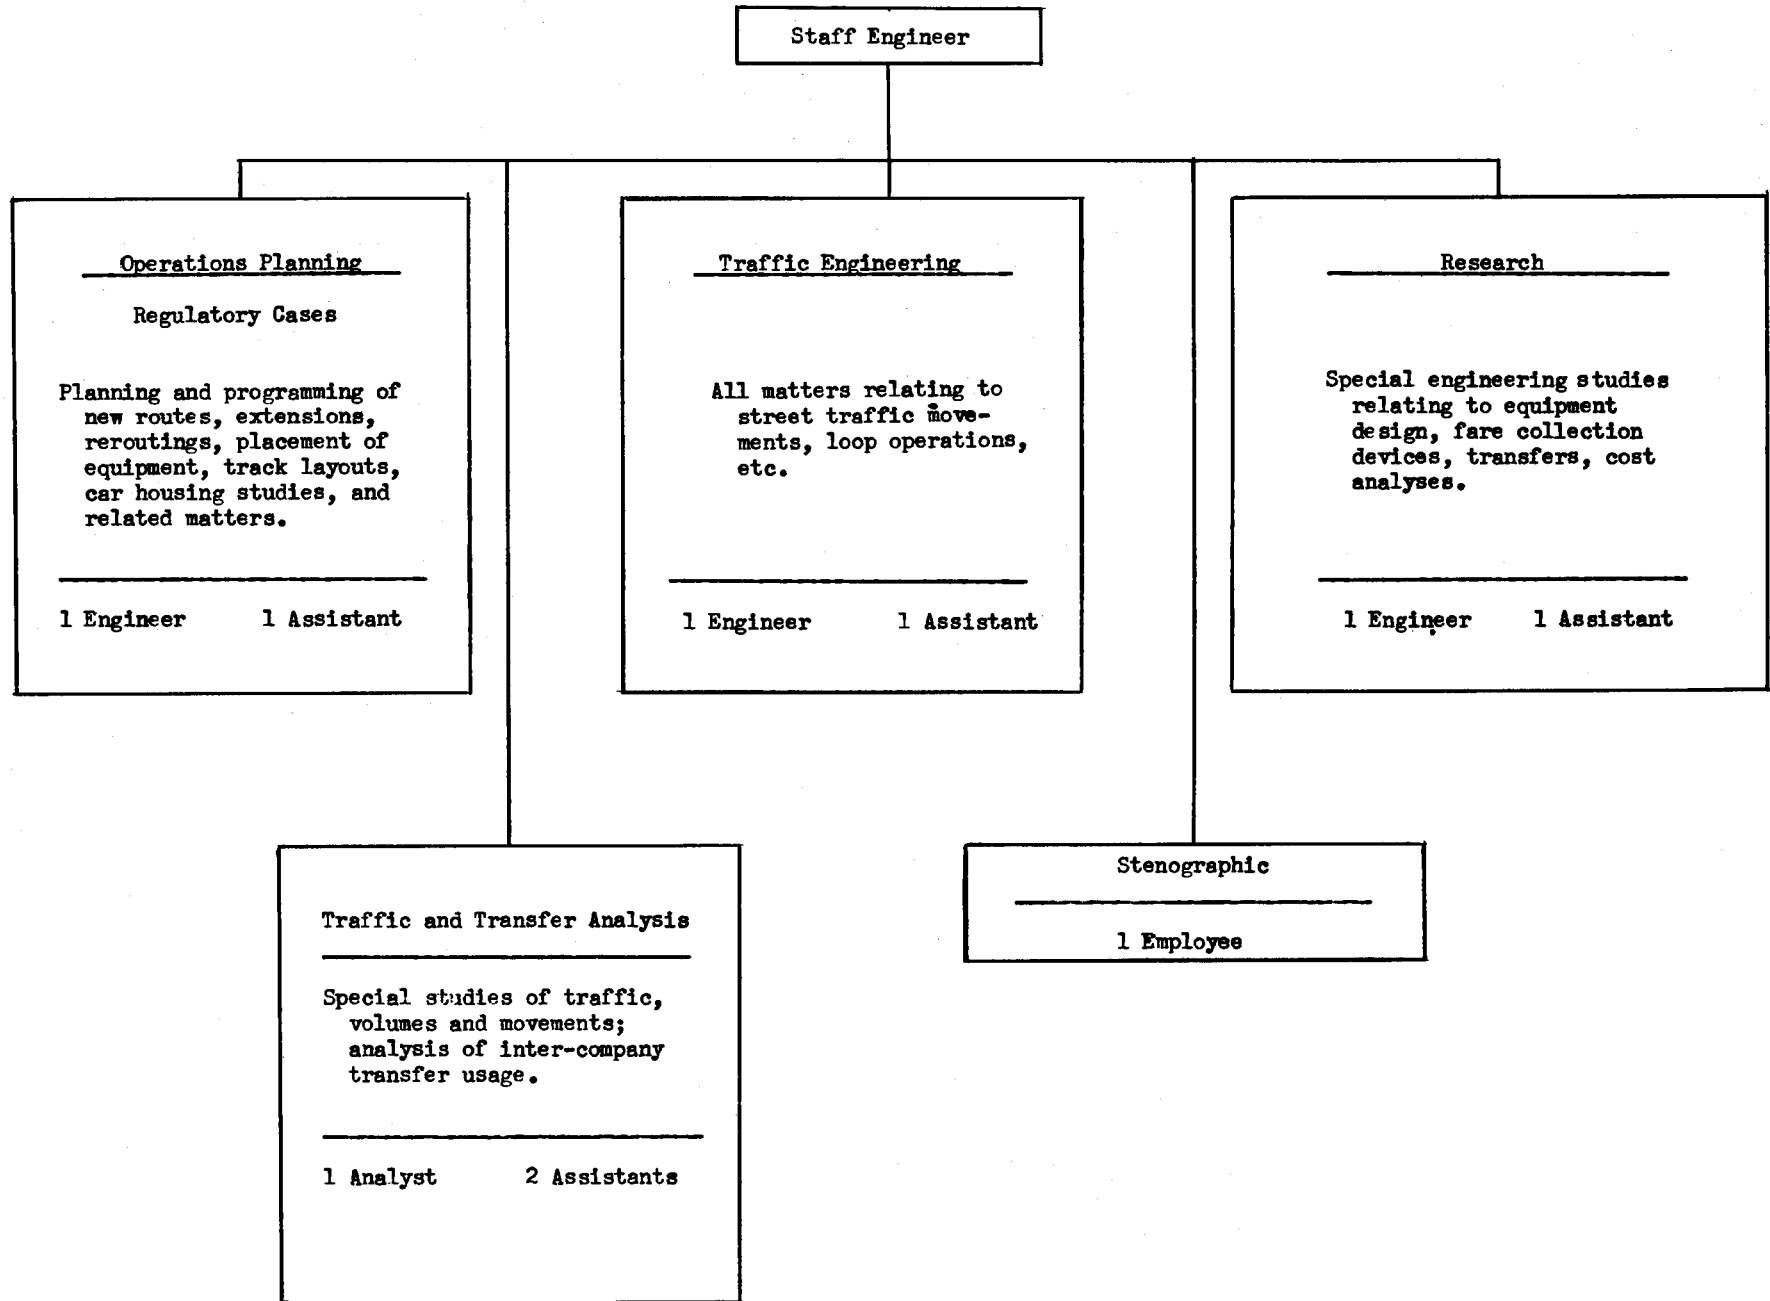 Staff Engineer
Operations Planning
Regulatory Cases
Planning and programming of
new routes, extensions,
reroutings, placement of
equipment, track layouts,
car housing studies, and
related matters.
1 Engineer 1 Assistant
Traffic Engineering
All matters relating to
street traffic move-
ments, loop operations,
etc.
1 Engineer 1 Assistant
Research
Special engineering studies
relating to equipment
design, fare collection
devices, transfers, cost
analyses.
1 Engineer 1 Assistant
Traffic and Transfer Analysis
Special studies of traffic,
volumes and movements;
analysis of inter-company
transfer usage.
1 Analyst 2 Assistants
Stenographic
1 Employee